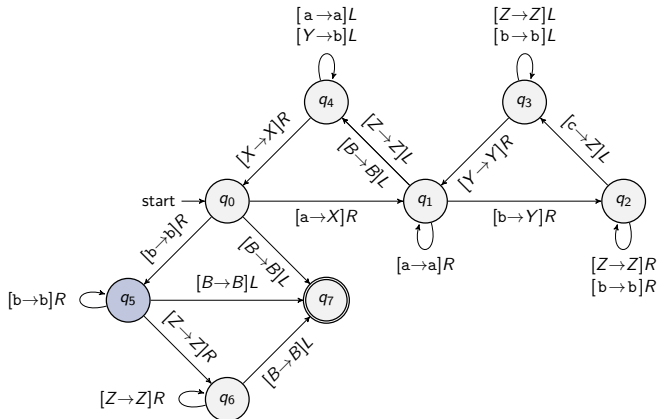 [a→a]L
[Y→b]L
[Z→Z]L
[b→b]L
q4
q3
[X→X]R
[Z→Z]L
[B→B]L
[Y→Y]R
[c→Z]L
start
q0
[a→X]R
q1
[b→Y]R
q2
[b→b]R
[B→B]L
[a→a]R
[Z→Z]R
[b→b]R
[b→b]R
q5
[B→B]L
q7
[Z→Z]R
[B→B]L
[Z→Z]R
q6